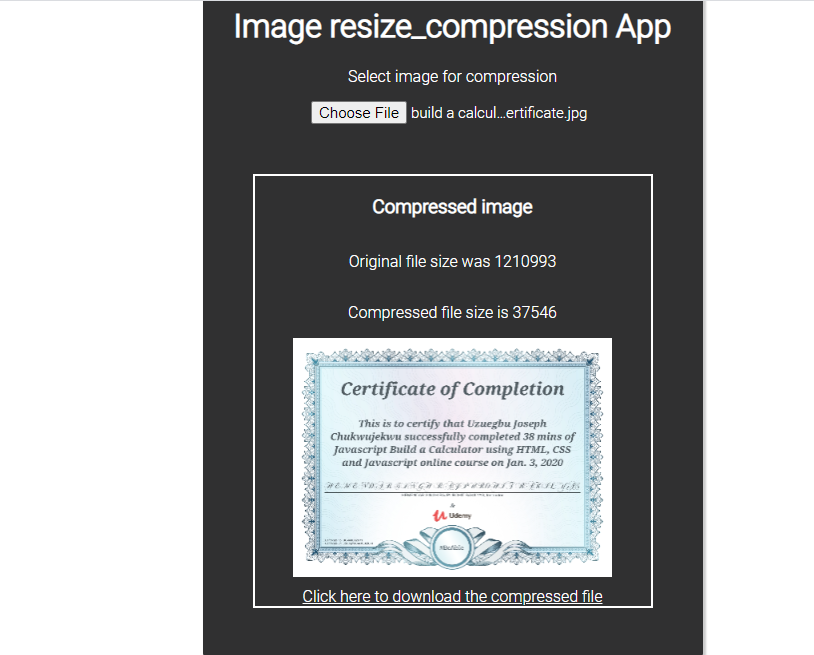 Image resize_compression App
Select image for compression
Choose File build a calcul...ertificate.jpg
Compressed image
Original file size was 1210993
Compressed file size is 37546
Certificate of Completion
This is to certify that Uzuegbu Joseph
Chukwujekwu successfully completed 38 mins of
Javascript Build a Calculator using HTML, CSS
and Javascript online course on Jan. 3, 2020
&
Udemy
Click here to download the compressed file